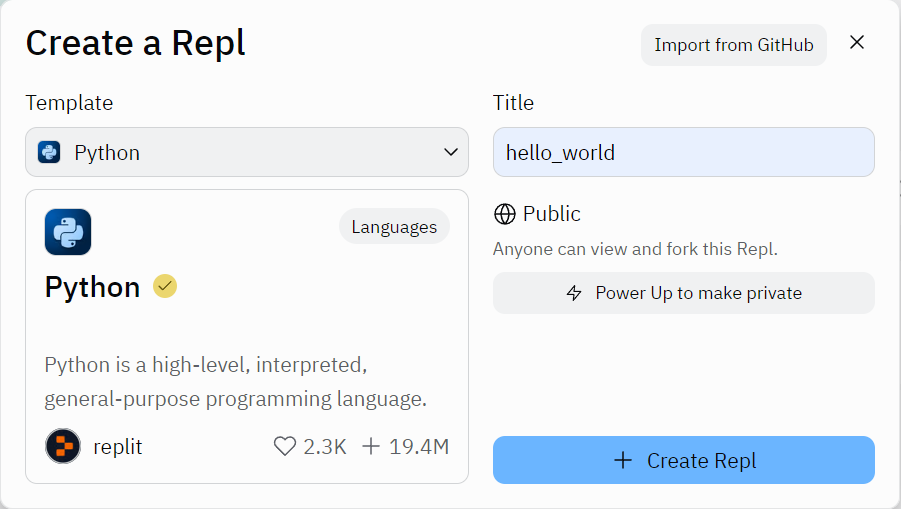 Create a Repl
Import from GitHub
Template
Python
Languages
Python
Python is a high-level, interpreted,
general-purpose programming language.
replit
2.3K
19.4M
Title
hello_world
Public
Anyone can view and fork this Repl.
Power Up to make private
Create Repl